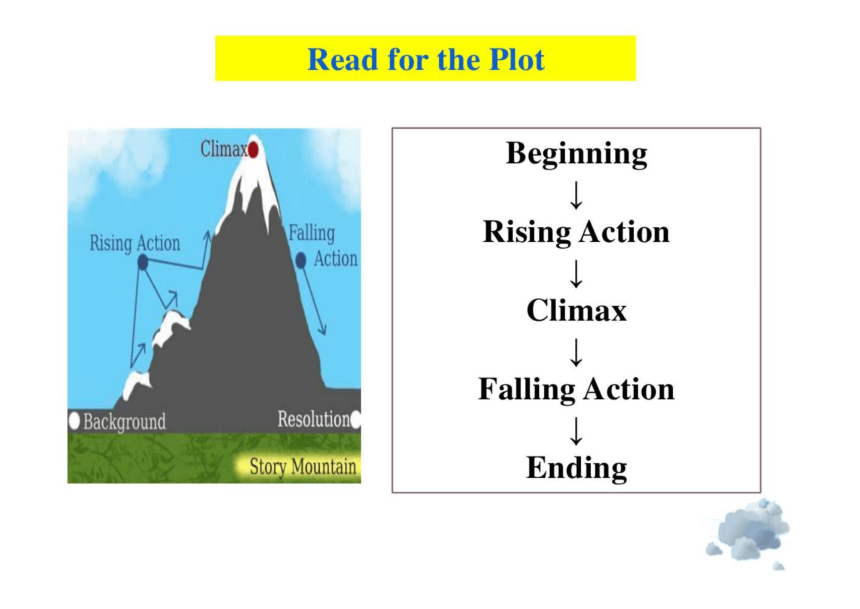 Read for the Plot
Climax
Rising Action
Falling
Action
Background
Resolution
Story Mountain
Beginning
↓
Rising Action
↓
Climax
↓
Falling Action
↓
Ending